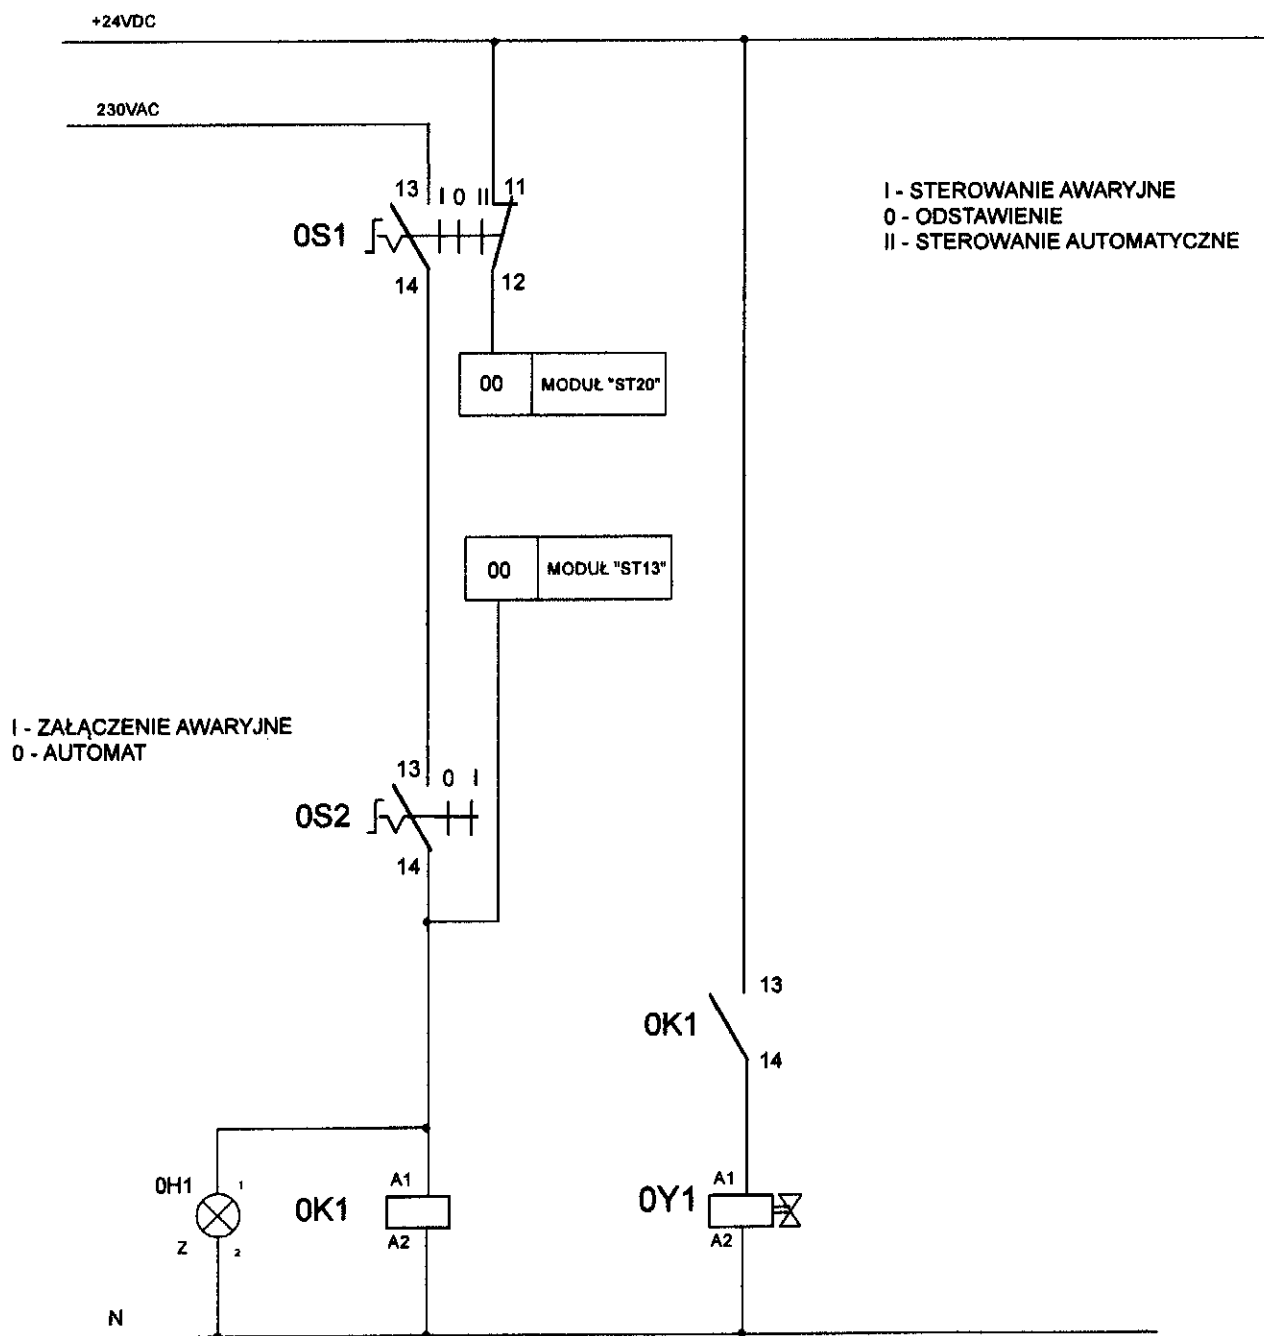 +24VDC
230VAC
13 I 0 II 11
0S1
14 12
I - STEROWANIE AWARYJNE
0 - ODSTAWIENIE
II - STEROWANIE AUTOMATYCZNE
00 MODUŁ "ST20"
00 MODUŁ "ST13"
I - ZAŁĄCZENIE AWARYJNE
0 - AUTOMAT
13 0 I
0S2
14
13
0K1
14
0H1 1
Z 2
A1
0K1
A2
A1
0Y1
A2
N